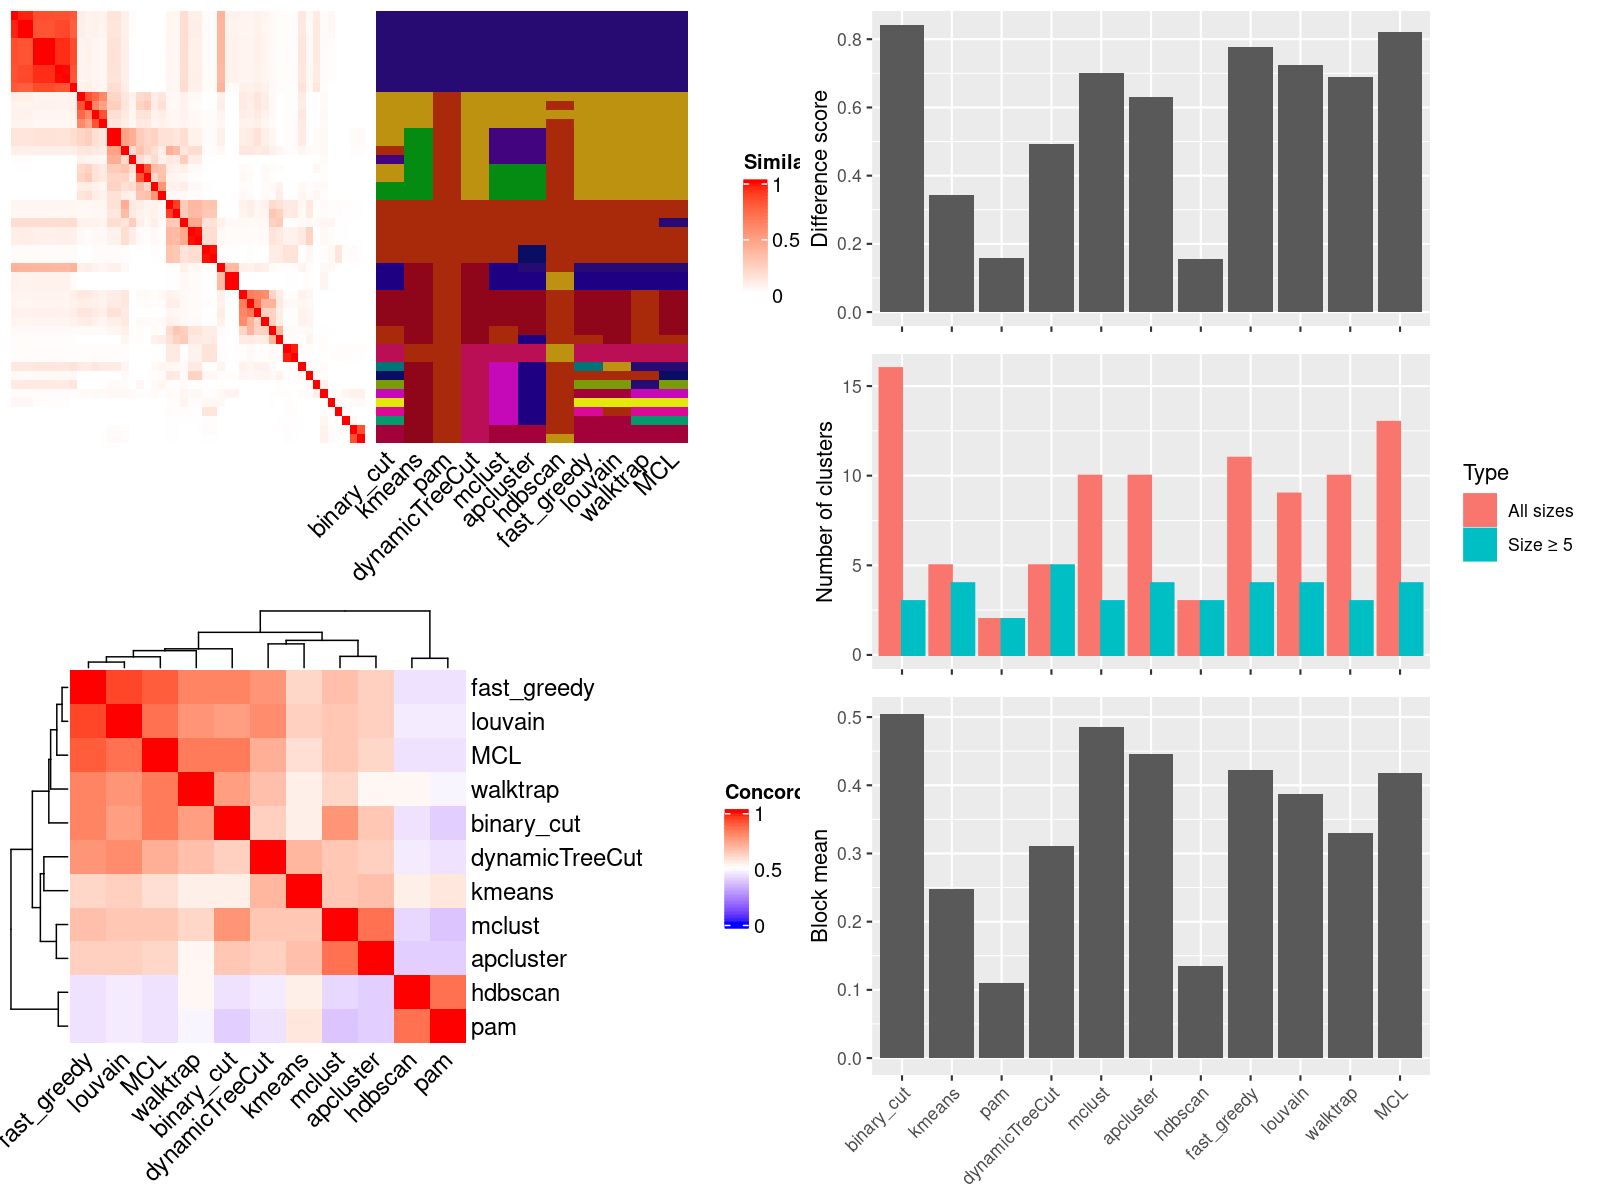 Simila
1
0.5
0
binary_cut
kmeans
pam
dynamicTreeCut
mclust
apcluster
hdbscan
fast_greedy
louvain
walktrap
MCL
fast_greedy
louvain
MCL
walktrap
binary_cut
dynamicTreeCut
kmeans
mclust
apcluster
hdbscan
pam
Concord
1
0.5
0
fast_greedy
louvain
MCL
walktrap
binary_cut
dynamicTreeCut
kmeans
mclust
apcluster
hdbscan
pam
Difference score
0.8
0.6
0.4
0.2
0.0
Number of clusters
15
10
5
0
Type
All sizes
Size ≥ 5
Block mean
0.5
0.4
0.3
0.2
0.1
0.0
binary_cut
kmeans
pam
dynamicTreeCut
mclust
apcluster
hdbscan
fast_greedy
louvain
walktrap
MCL